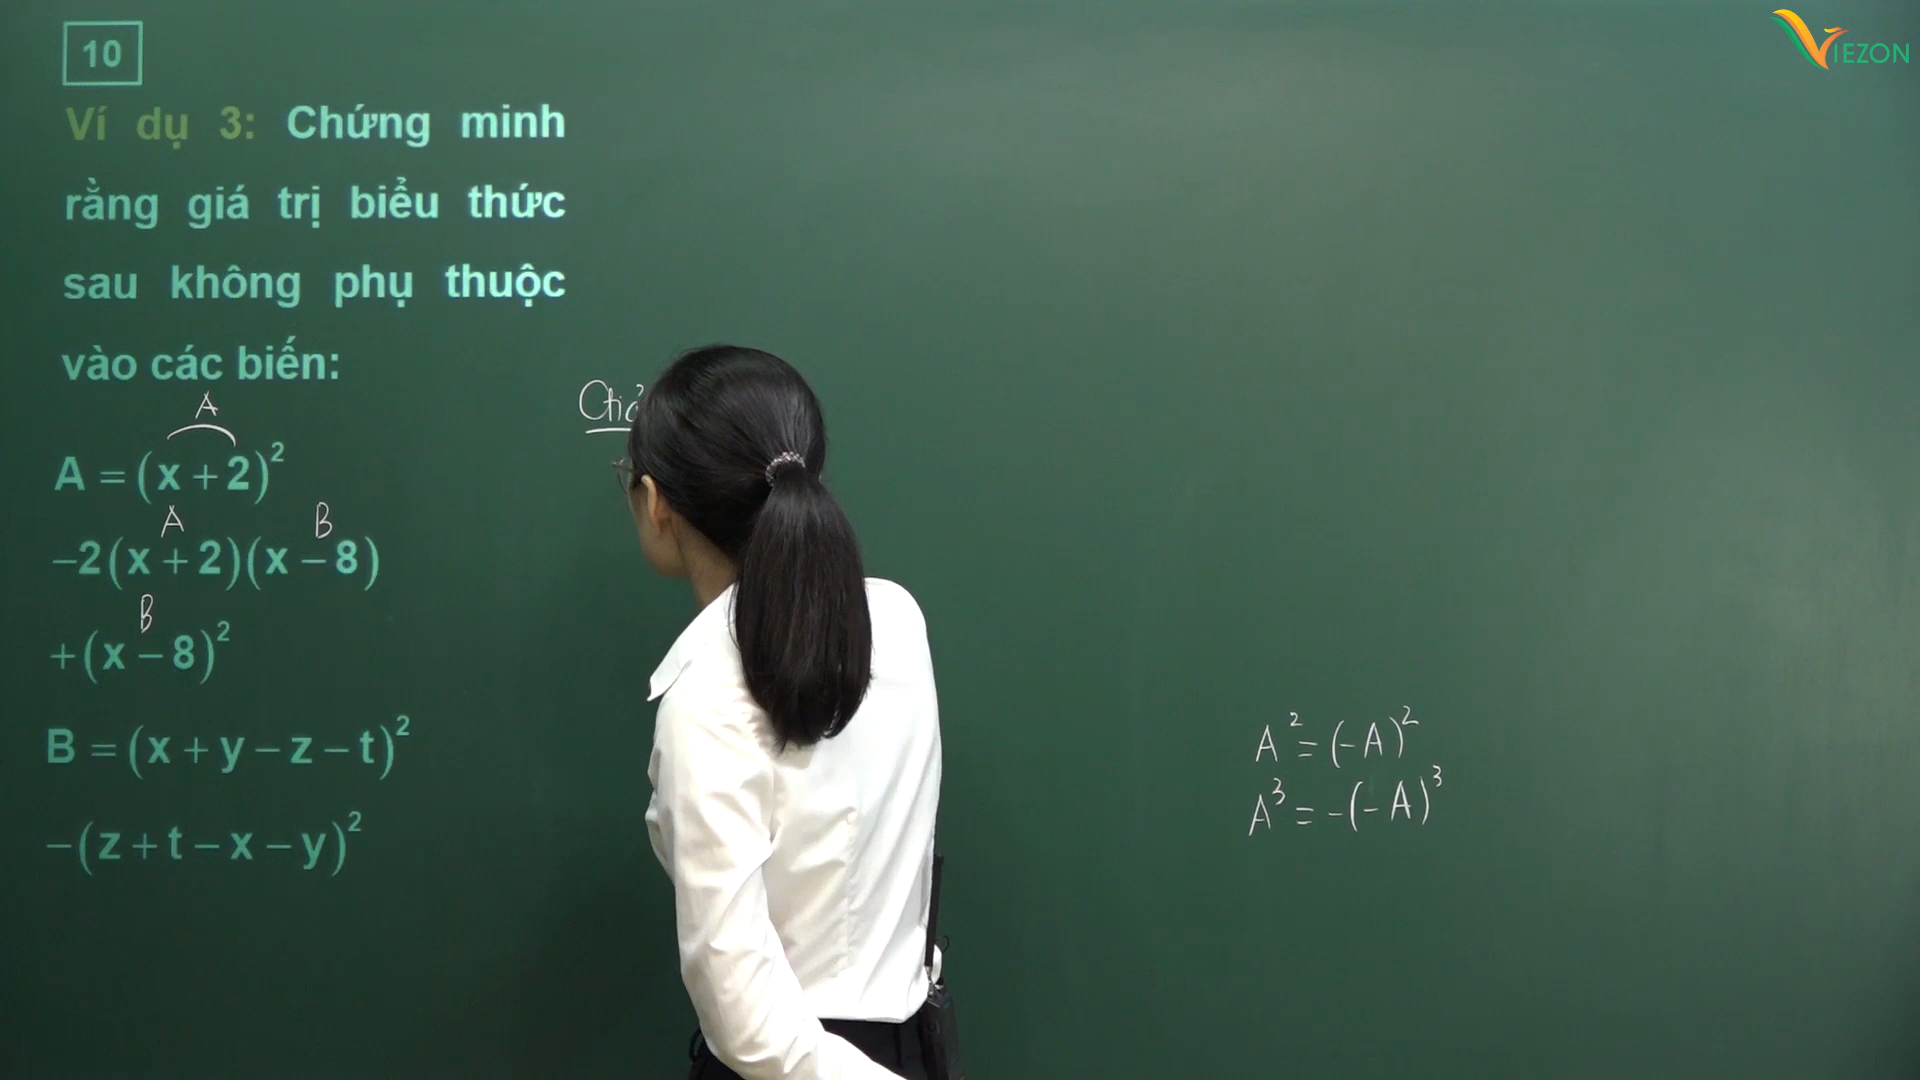 10
Ví dụ 3: Chứng minh
rằng giá trị biểu thức
sau không phụ thuộc
vào các biến:
A
A = (x + 2)²
A B
−2(x + 2)(x − 8)
B
+(x − 8)²
B = (x + y − z − t)²
−(z + t − x − y)²
A² = (−A)²
A³ = −(−A)³
VIEZON